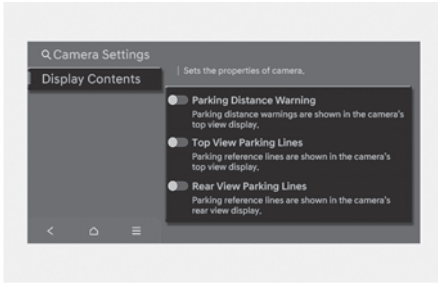 Camera Settings
Display Contents
Sets the properties of camera.
Parking Distance Warning
Parking distance warnings are shown in the camera's
top view display.
Top View Parking Lines
Parking reference lines are shown in the camera's
top view display.
Rear View Parking Lines
Parking reference lines are shown in the camera's
rear view display.